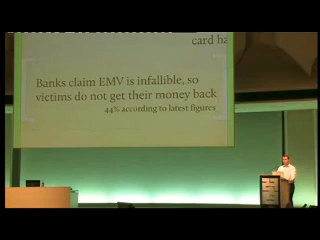 card ha
Banks claim EMV is infallible, so
victims do not get their money back
44% according to latest figures